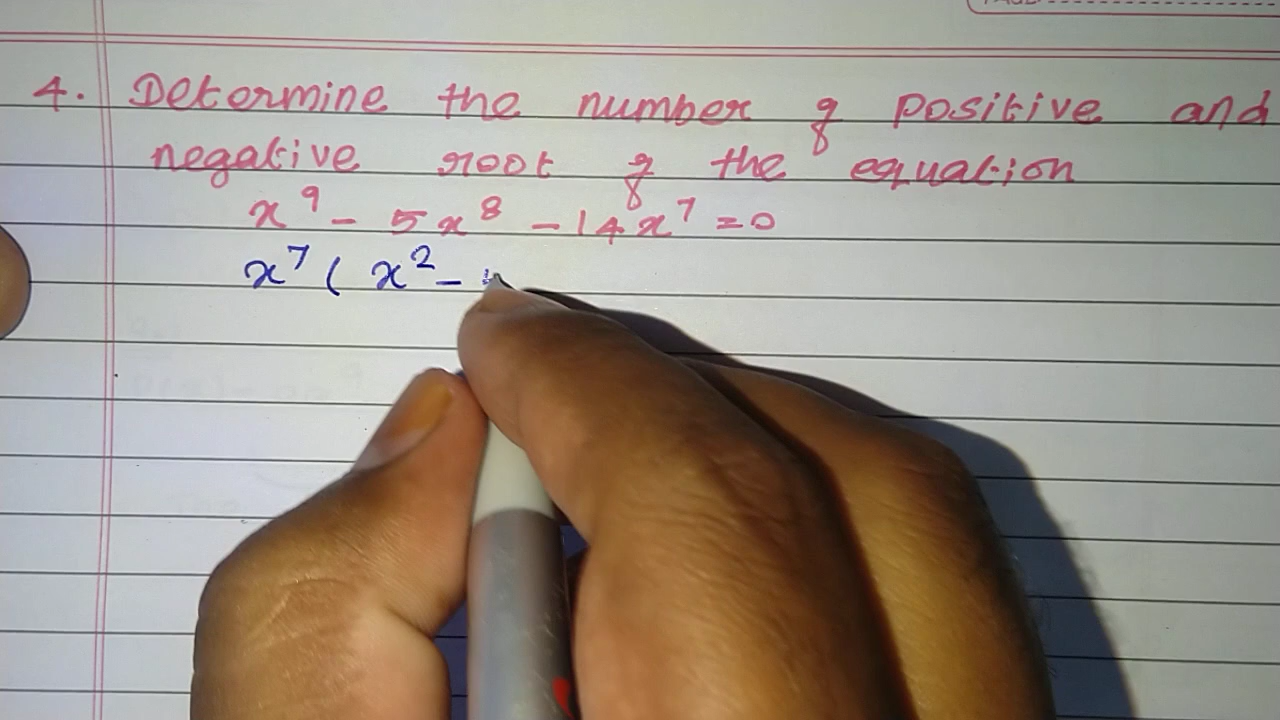 4. Determine the number of positive and
negative root of the equation
x⁹ - 5x⁸ - 14x⁷ = 0
x⁷ ( x² -